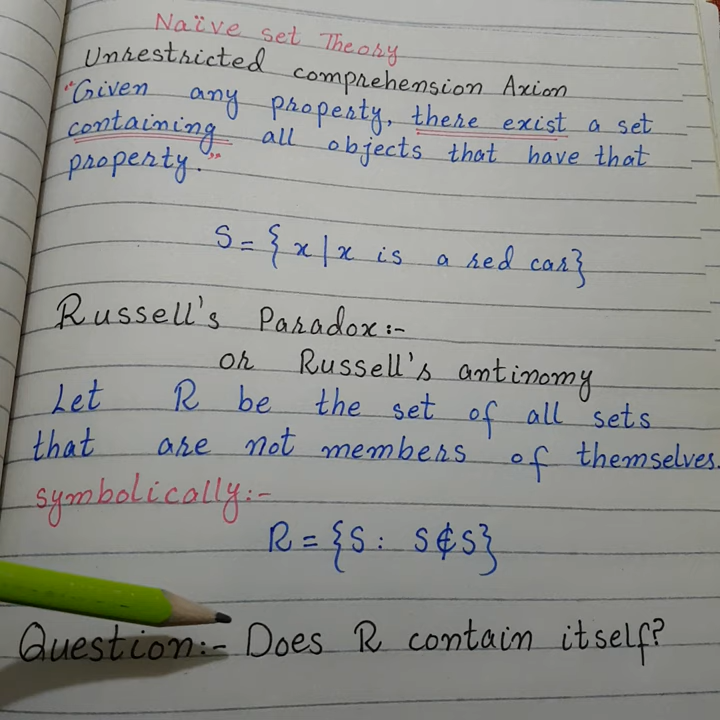 Naïve set Theory
Unrestricted comprehension Axion
"Given any property, there exist a set
containing all objects that have that
property."
S = { x | x is a red car}
Russell's Paradox:-
or Russell's antinomy
Let R be the set of all sets
that are not members of themselves.
symbolically:-
R = {S : S ∉ S}
Question:- Does R contain itself?